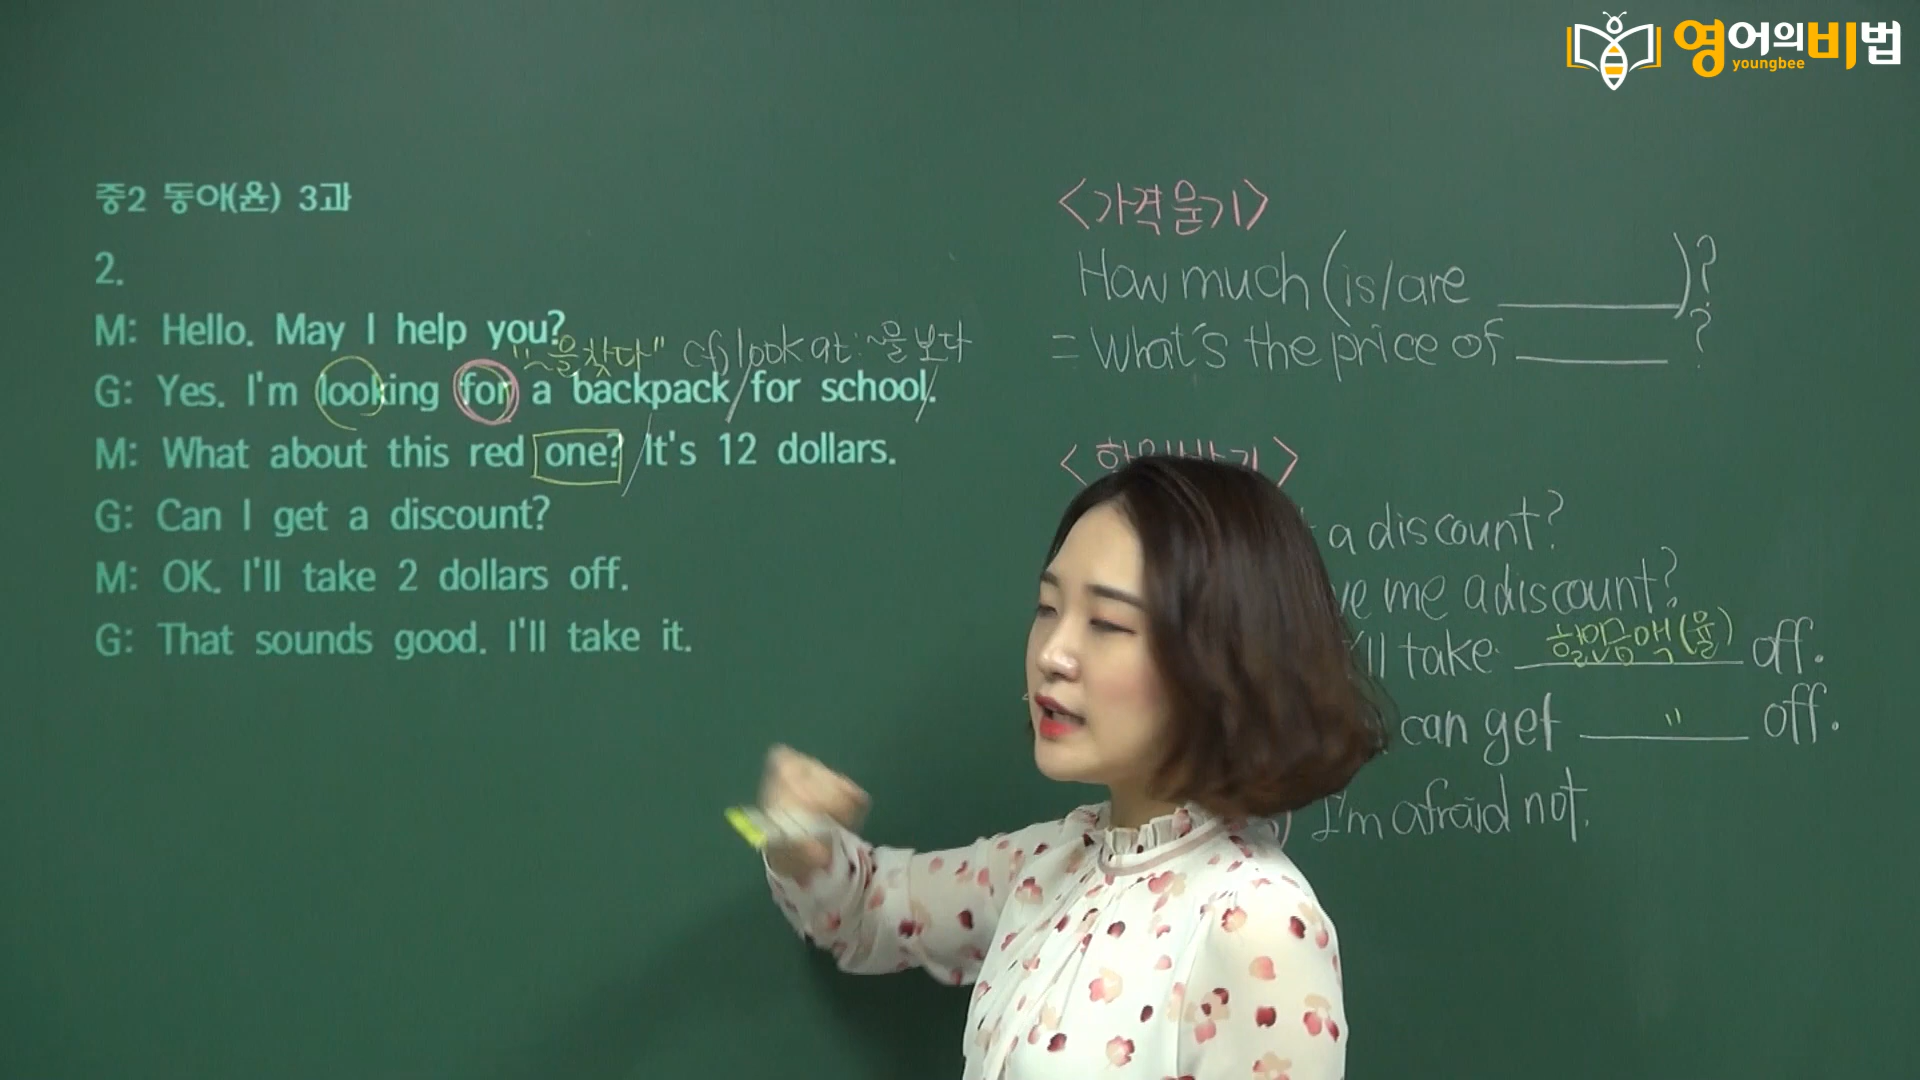 영어의비법
youngbee
중2 동아(윤) 3과
2.
M: Hello. May I help you?
"~을 찾다" cf) look at: ~을 보다
G: Yes. I'm looking for a backpack / for school.
M: What about this red one? / It's 12 dollars.
G: Can I get a discount?
M: OK. I'll take 2 dollars off.
G: That sounds good. I'll take it.
<가격 묻기>
How much (is/are ______)?
= What's the price of ______?
< >
a discount?
me a discount?
'll take 할인금액(율) off.
can get " off.
I'm afraid not.